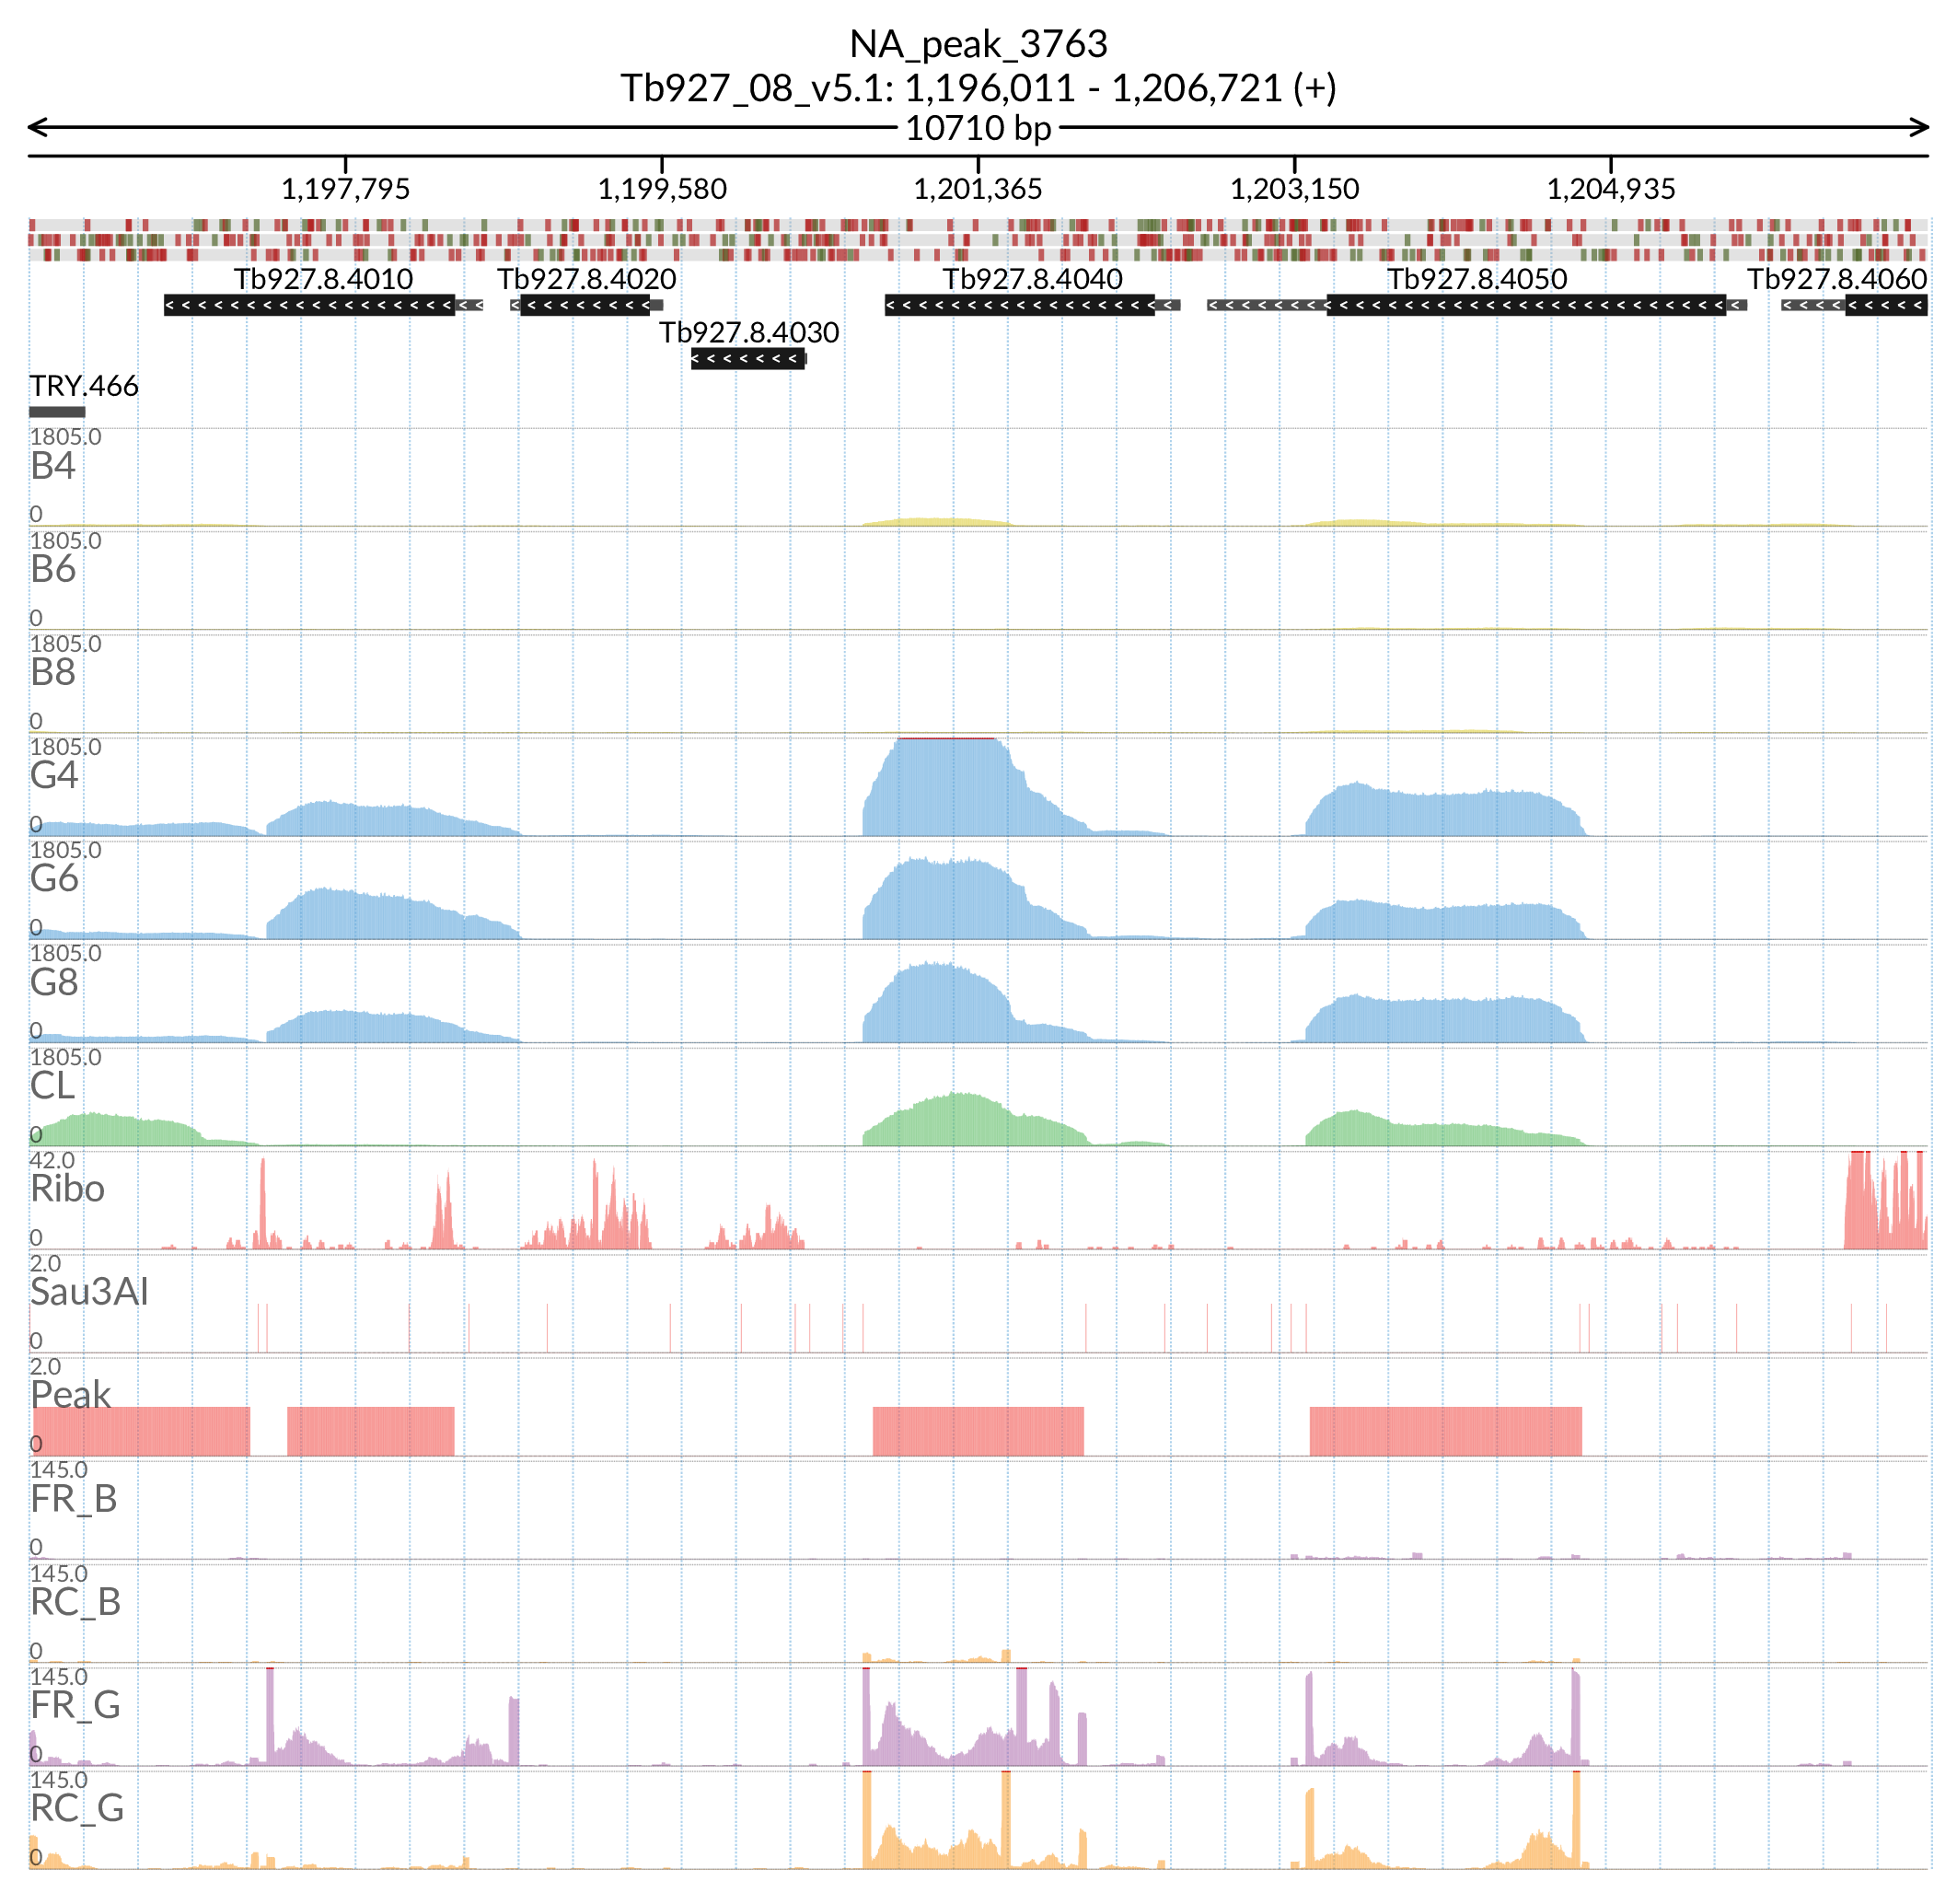 NA_peak_3763
Tb927_08_v5.1: 1,196,011 - 1,206,721 (+)
10710 bp
1,197,795 1,199,580 1,201,365 1,203,150 1,204,935
Tb927.8.4010 Tb927.8.4020 Tb927.8.4040 Tb927.8.4050 Tb927.8.4060
Tb927.8.4030
TRY.466
1805.0
B4
0
1805.0
B6
0
1805.0
B8
0
1805.0
G4
0
1805.0
G6
0
1805.0
G8
0
1805.0
CL
0
42.0
Ribo
0
2.0
Sau3AI
0
2.0
Peak
0
145.0
FR_B
0
145.0
RC_B
0
145.0
FR_G
0
145.0
RC_G
0